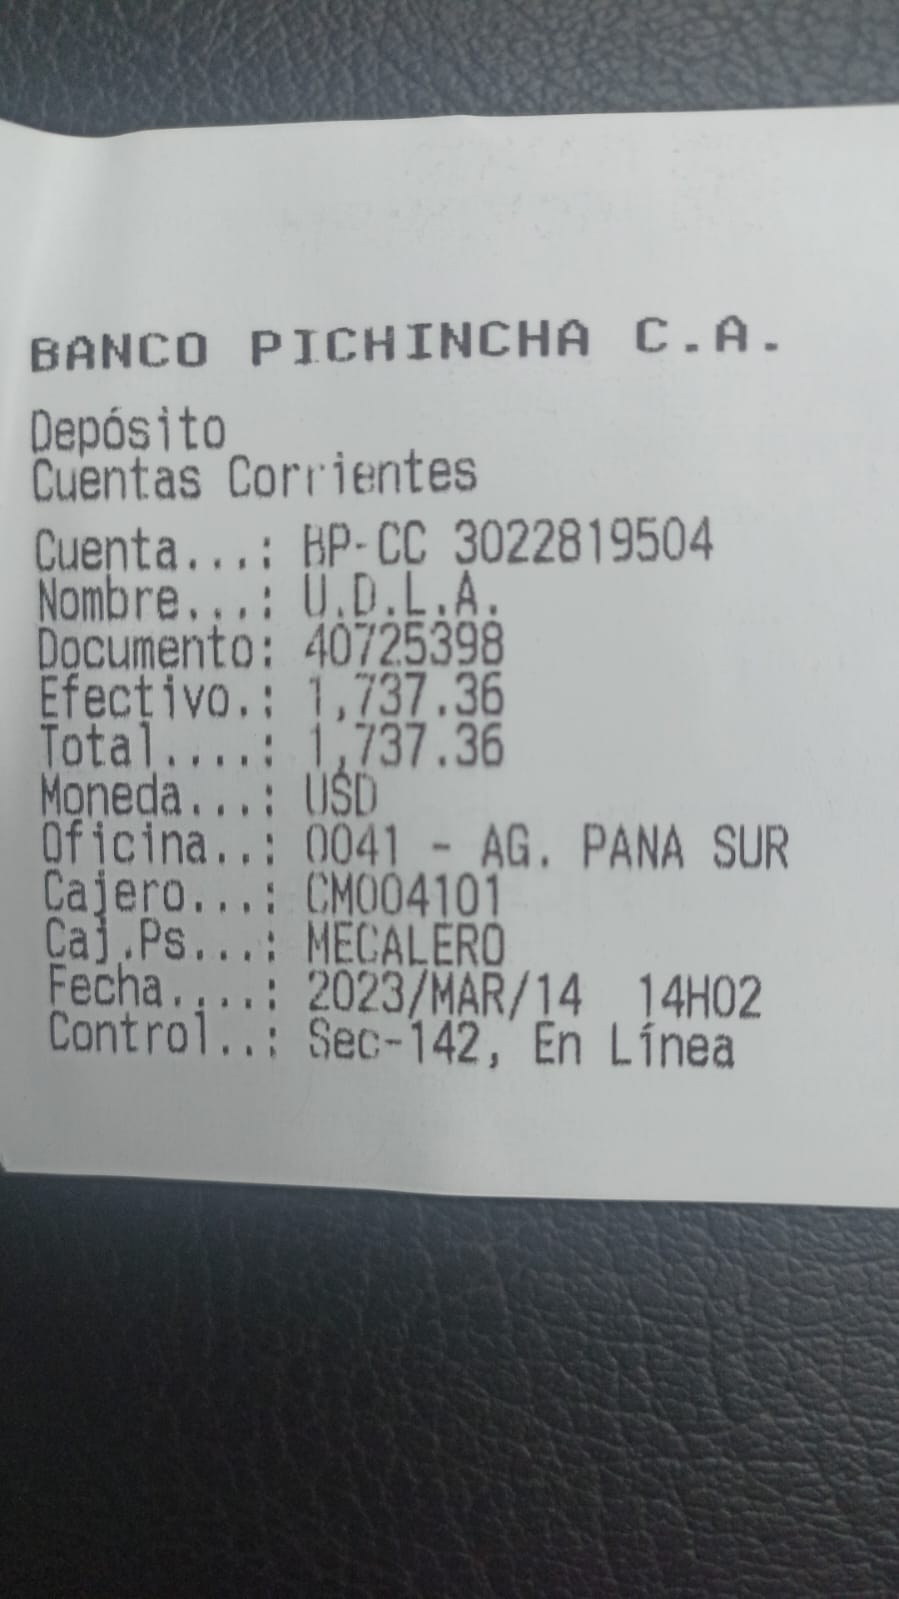 BANCO PICHINCHA C.A.
Depósito
Cuentas Corrientes
Cuenta...: BP-CC 3022819504
Nombre...: U.D.L.A.
Documento: 40725398
Efectivo.: 1,737.36
Total....: 1,737.36
Moneda...: USD
Oficina..: 0041 - AG. PANA SUR
Cajero...: CM004101
Caj.Ps...: MECALERO
Fecha....: 2023/MAR/14 14H02
Control..: Sec-142, En Línea